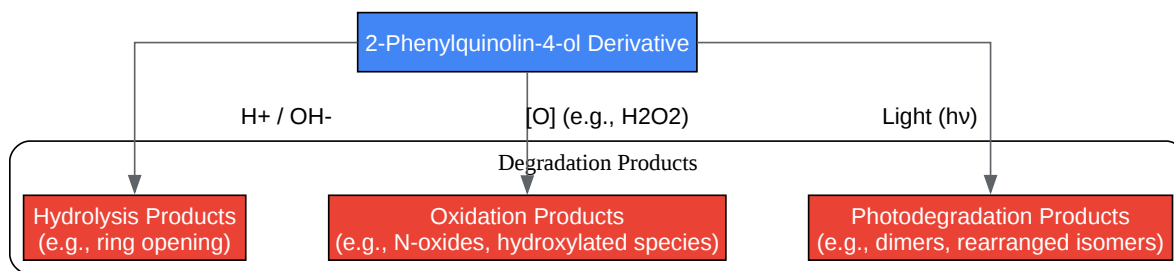 2-Phenylquinolin-4-ol Derivative
H+ / OH-
[O] (e.g., H2O2)
Light (hν)
Degradation Products
Hydrolysis Products
(e.g., ring opening)
Oxidation Products
(e.g., N-oxides, hydroxylated species)
Photodegradation Products
(e.g., dimers, rearranged isomers)